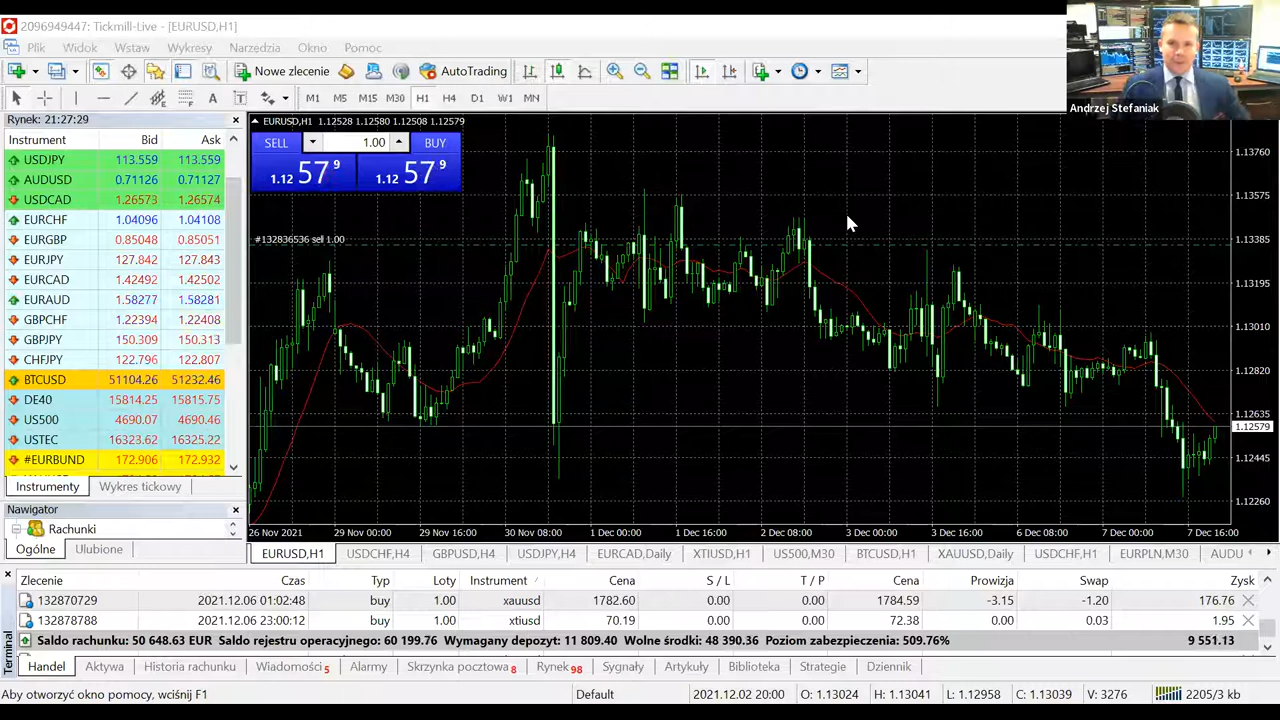 2096949447: Tickmill-Live - [EURUSD,H1]
Plik Widok Wstaw Wykresy Narzędzia Okno Pomoc
Nowe zlecenie AutoTrading
M1 M5 M15 M30 H1 H4 D1 W1 MN
Andrzej Stefaniak
Rynek: 21:27:29
Instrument Bid Ask
USDJPY 113.559 113.559
AUDUSD 0.71126 0.71127
USDCAD 1.26573 1.26574
EURCHF 1.04096 1.04108
EURGBP 0.85048 0.85051
EURJPY 127.842 127.843
EURCAD 1.42492 1.42502
EURAUD 1.58277 1.58281
GBPCHF 1.22394 1.22408
GBPJPY 150.309 150.313
CHFJPY 122.796 122.807
BTCUSD 51104.26 51232.46
DE40 15814.25 15815.75
US500 4690.07 4690.46
USTEC 16323.62 16325.22
#EURBUND 172.906 172.932
Instrumenty Wykres tickowy
Nawigator
Rachunki
Ogólne Ulubione
EURUSD,H1 1.12528 1.12580 1.12508 1.12579
SELL 1.00 BUY
1.12 57 9 1.12 57 9
#132836536 sell 1.00
1.13760
1.13575
1.13385
1.13195
1.13010
1.12820
1.12635
1.12579
1.12445
1.12260
26 Nov 2021 29 Nov 00:00 29 Nov 16:00 30 Nov 08:00 1 Dec 00:00 1 Dec 16:00 2 Dec 08:00 3 Dec 00:00 3 Dec 16:00 6 Dec 08:00 7 Dec 00:00 7 Dec 16:00
EURUSD,H1 USDCHF,H4 GBPUSD,H4 USDJPY,H4 EURCAD,Daily XTIUSD,H1 US500,M30 BTCUSD,H1 XAUUSD,Daily USDCHF,H1 EURPLN,M30 AUDU
Zlecenie Czas Typ Loty Instrument Cena S / L T / P Cena Prowizja Swap Zysk
132870729 2021.12.06 01:02:48 buy 1.00 xauusd 1782.60 0.00 0.00 1784.59 -3.15 -1.20 176.76
132878788 2021.12.06 23:00:12 buy 1.00 xtiusd 70.19 0.00 0.00 72.38 0.00 0.03 1.95
Saldo rachunku: 50 648.63 EUR Saldo rejestru operacyjnego: 60 199.76 Wymagany depozyt: 11 809.40 Wolne środki: 48 390.36 Poziom zabezpieczenia: 509.76% 9 551.13
Terminal
Handel Aktywa Historia rachunku Wiadomości 5 Alarmy Skrzynka pocztowa 8 Rynek 98 Sygnały Artykuły Biblioteka Strategie Dziennik
Aby otworzyć okno pomocy, wciśnij F1 Default 2021.12.02 20:00 O: 1.13024 H: 1.13041 L: 1.12958 C: 1.13039 V: 3276 2205/3 kb